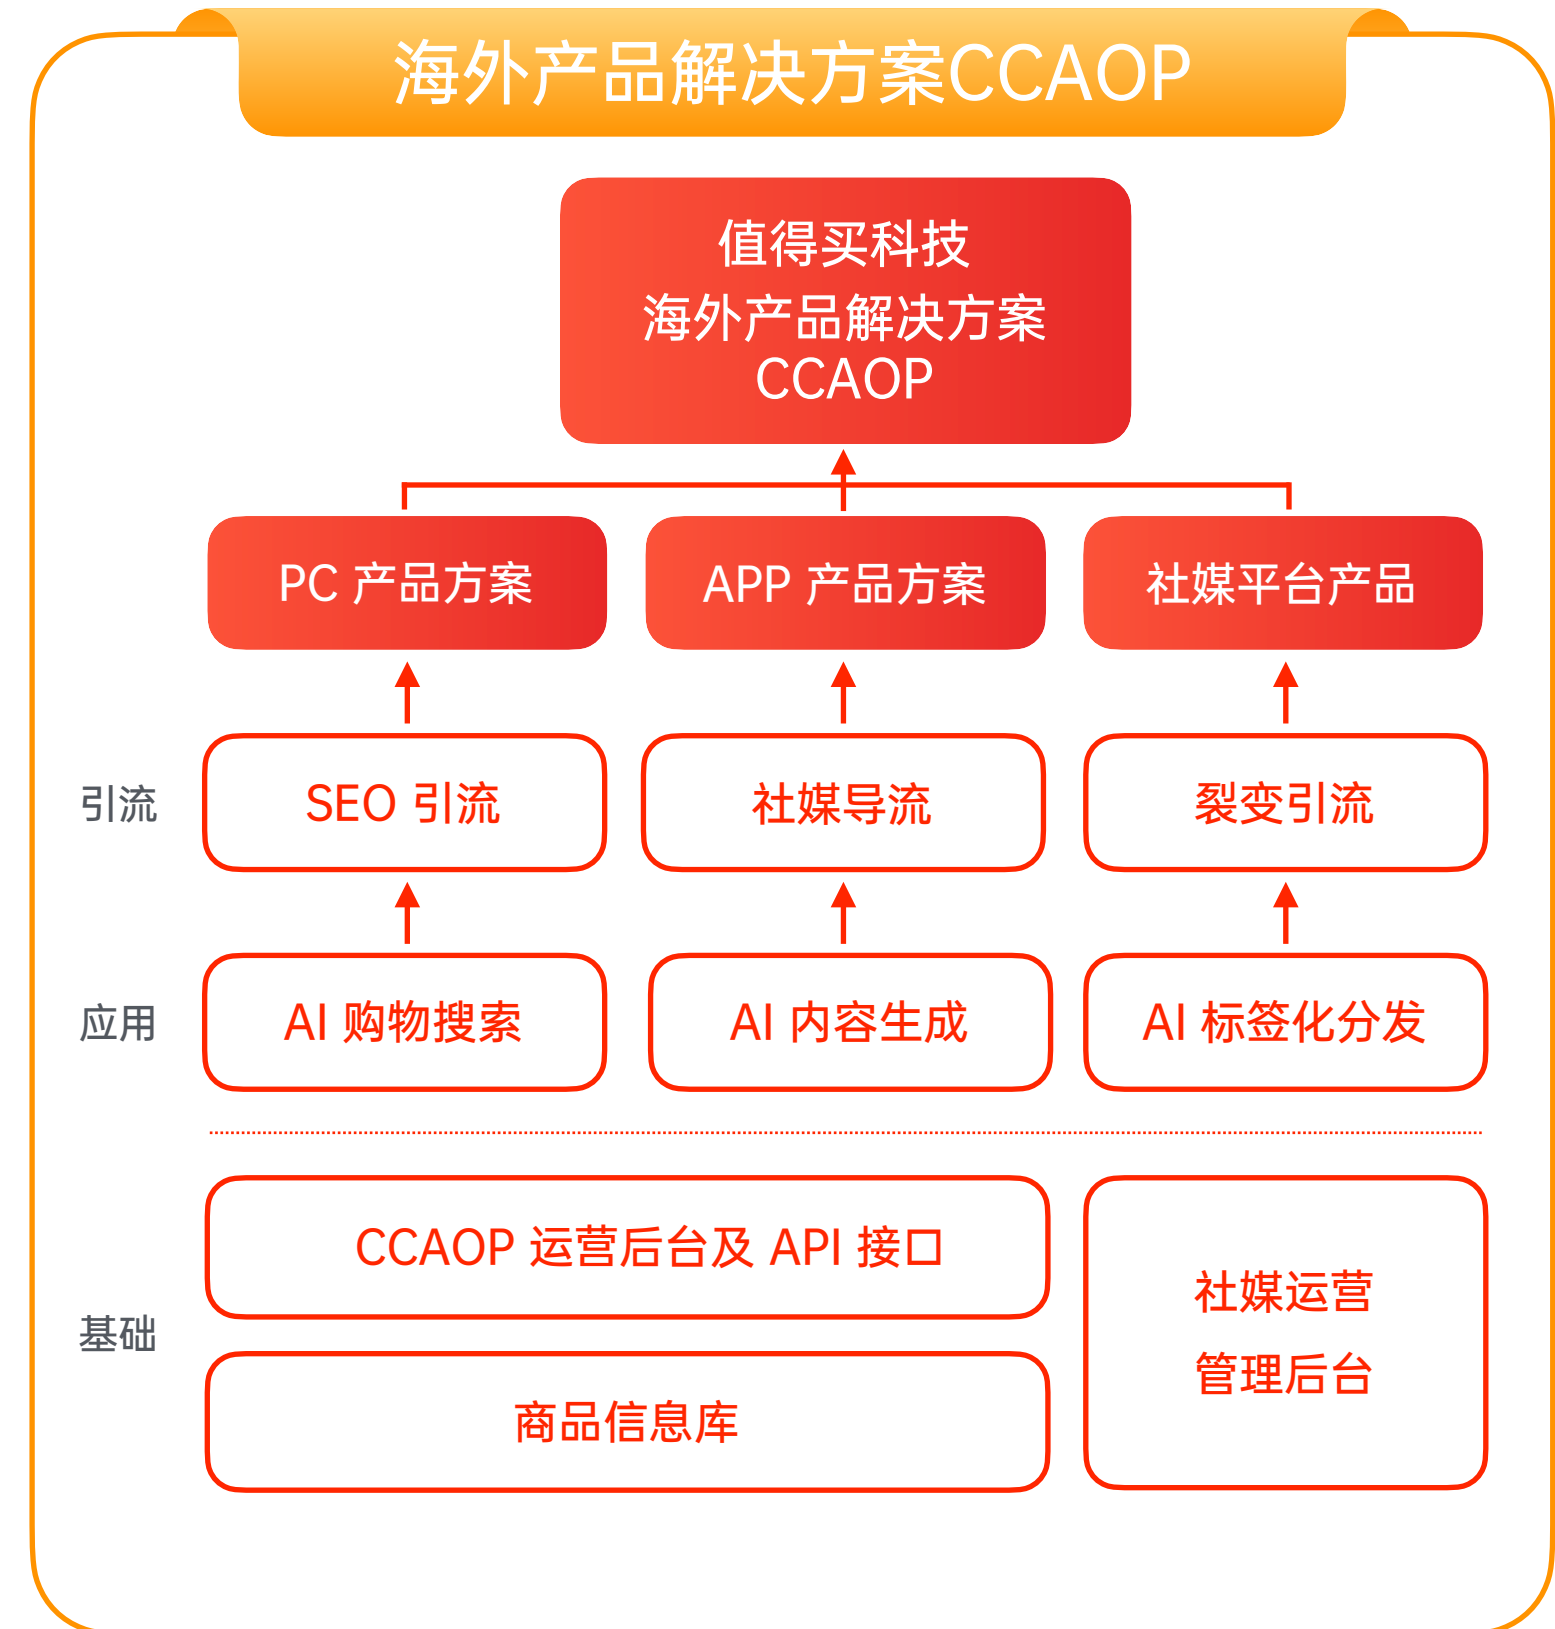 海外产品解决方案CCAOP
值得买科技
海外产品解决方案
CCAOP
PC 产品方案
APP 产品方案
社媒平台产品
引流
SEO 引流
社媒导流
裂变引流
应用
AI 购物搜索
AI 内容生成
AI 标签化分发
基础
CCAOP 运营后台及 API 接口
商品信息库
社媒运营
管理后台